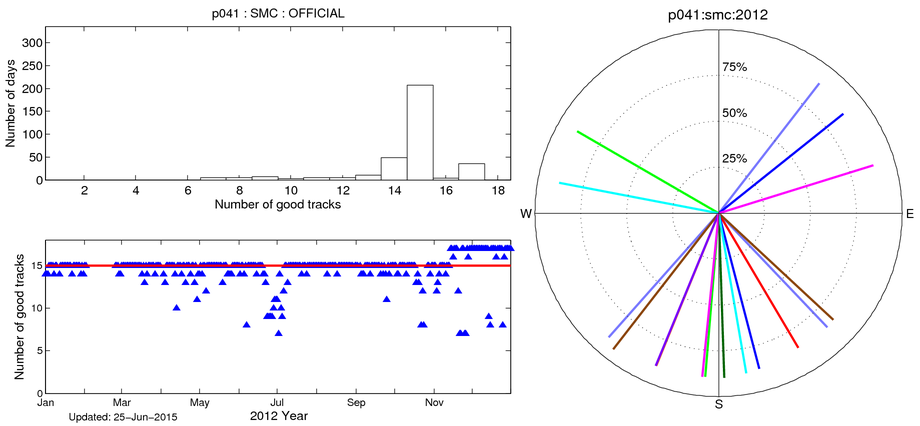 p041 : SMC : OFFICIAL
Number of days
300
250
200
150
100
50
0
2 4 6 8 10 12 14 16 18
Number of good tracks
Number of good tracks
15
10
5
0
Jan Mar May Jul Sep Nov
Updated: 25−Jun−2015
2012 Year
p041:smc:2012
75%
50%
25%
W
E
S